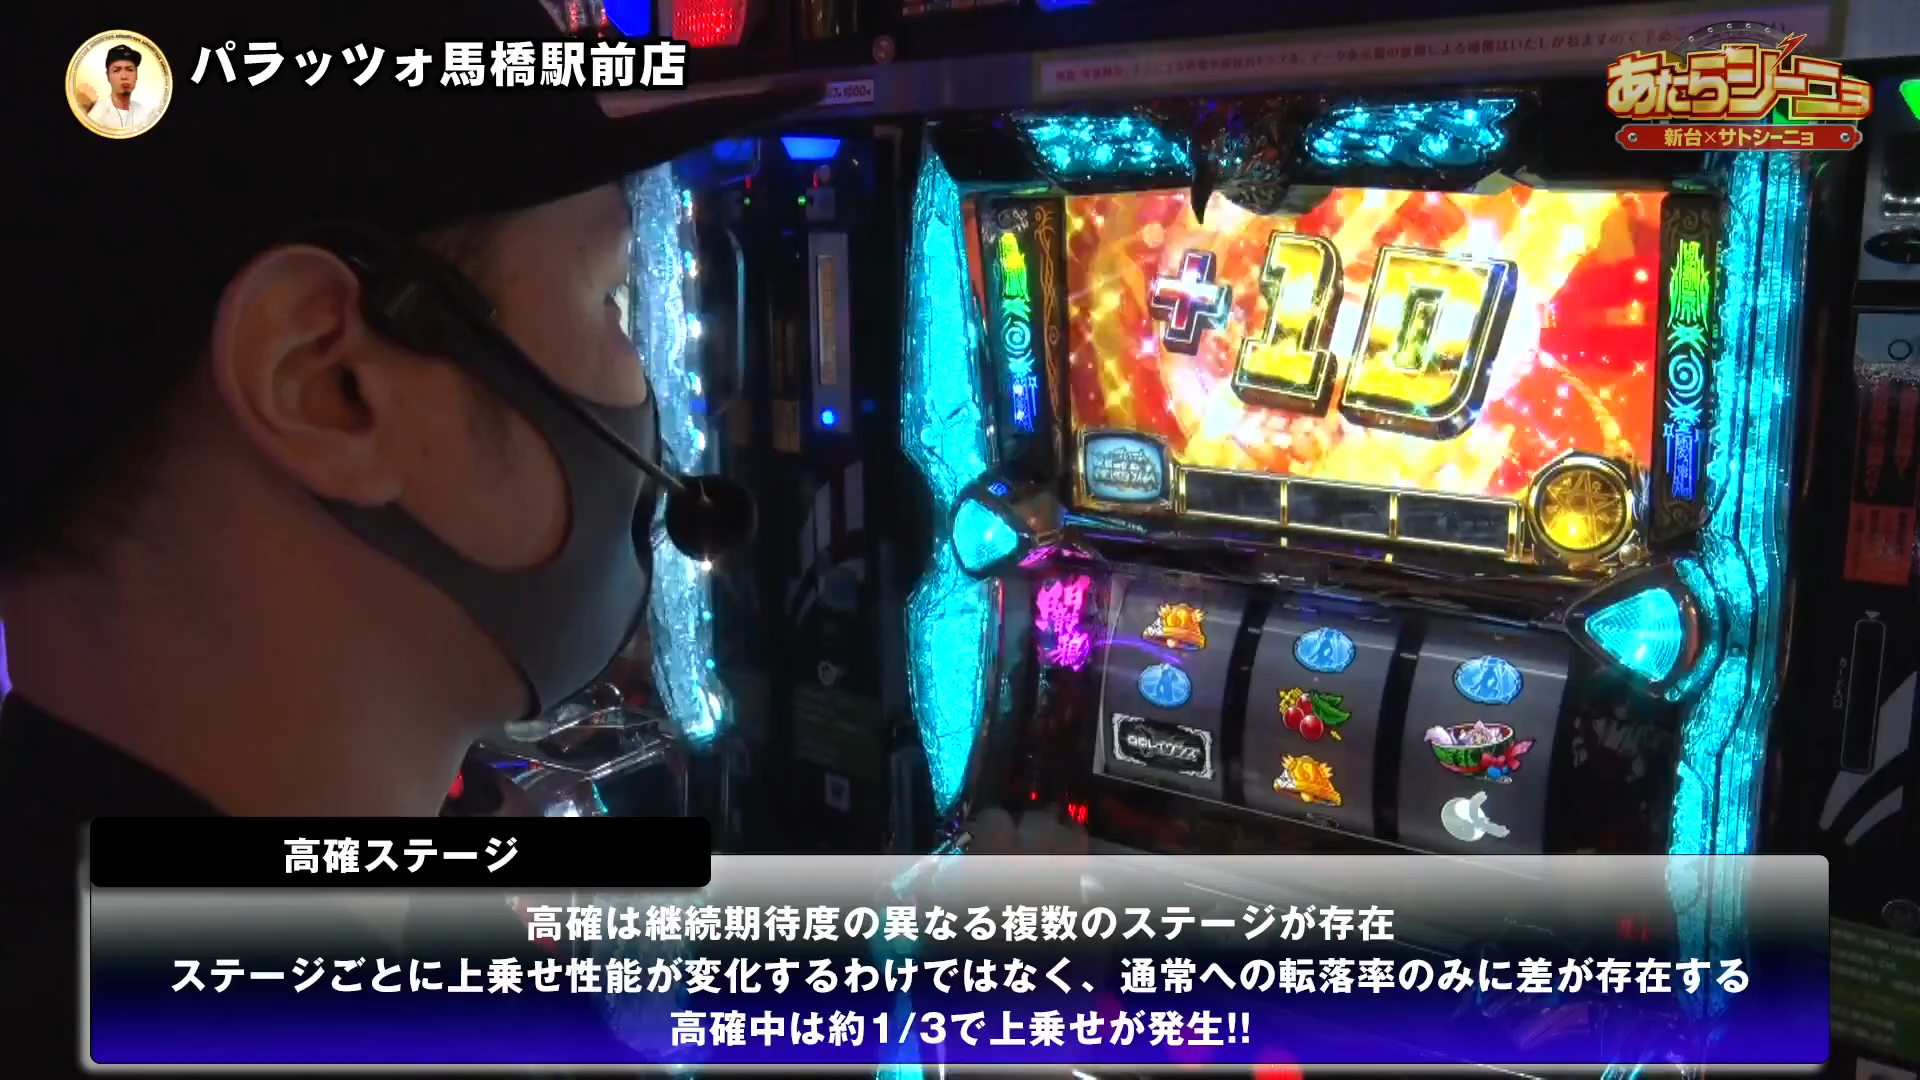 パラッツォ馬橋駅前店
あたらシーニョ
新台×サトシーニョ
+10
闇狼
高確ステージ
高確は継続期待度の異なる複数のステージが存在
ステージごとに上乗せ性能が変化するわけではなく、通常への転落率のみに差が存在する
高確中は約1/3で上乗せが発生!!